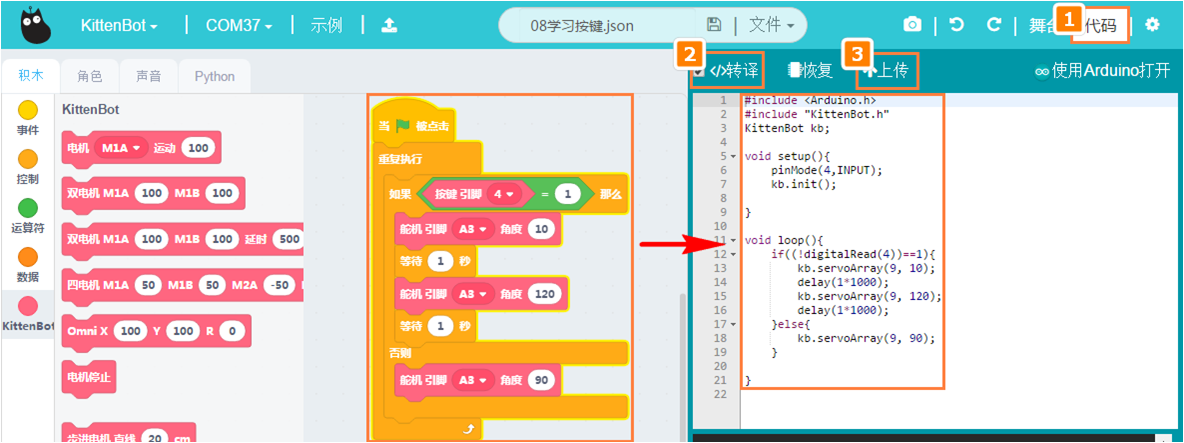 KittenBot COM37 示例 08学习按键.json 文件 舞台 1 代码
积木 角色 声音 Python 2 </>转译 恢复 3 上传 使用Arduino打开
事件
控制
运算符
数据
KittenBot
KittenBot
电机 M1A 运动 100
双电机 M1A 100 M1B 100
双电机 M1A 100 M1B 100 延时 500
四电机 M1A 50 M1B 50 M2A -50
Omni X 100 Y 100 R 0
电机停止
步进电机 直线 20 cm
当 被点击
重复执行
如果 按键 引脚 4 = 1 那么
舵机 引脚 A3 角度 10
等待 1 秒
舵机 引脚 A3 角度 120
等待 1 秒
否则
舵机 引脚 A3 角度 90
1 #include <Arduino.h>
2 #include "KittenBot.h"
3 KittenBot kb;
4
5 void setup(){
6 pinMode(4,INPUT);
7 kb.init();
8
9 }
10
11 void loop(){
12 if((!digitalRead(4))==1){
13 kb.servoArray(9, 10);
14 delay(1*1000);
15 kb.servoArray(9, 120);
16 delay(1*1000);
17 }else{
18 kb.servoArray(9, 90);
19 }
20
21 }
22